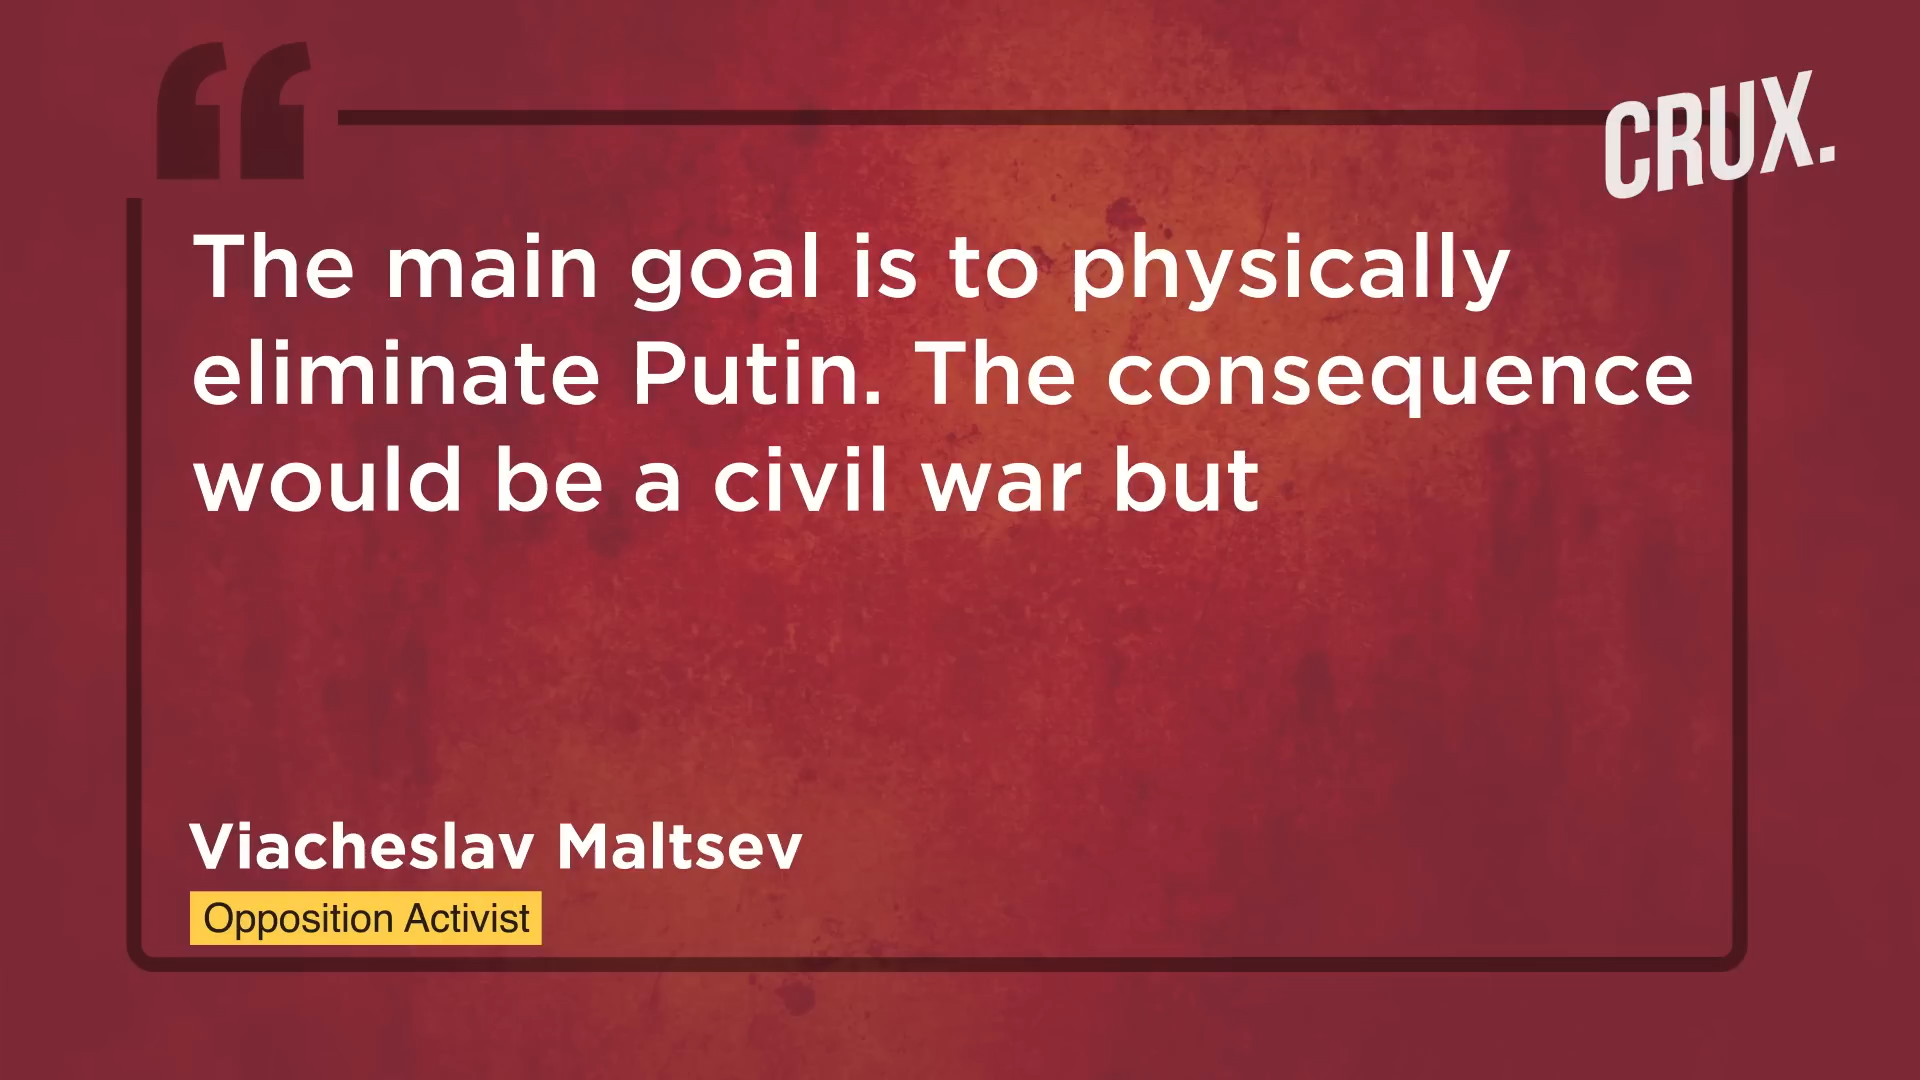 “
CRUX.
The main goal is to physically
eliminate Putin. The consequence
would be a civil war but
Viacheslav Maltsev
Opposition Activist